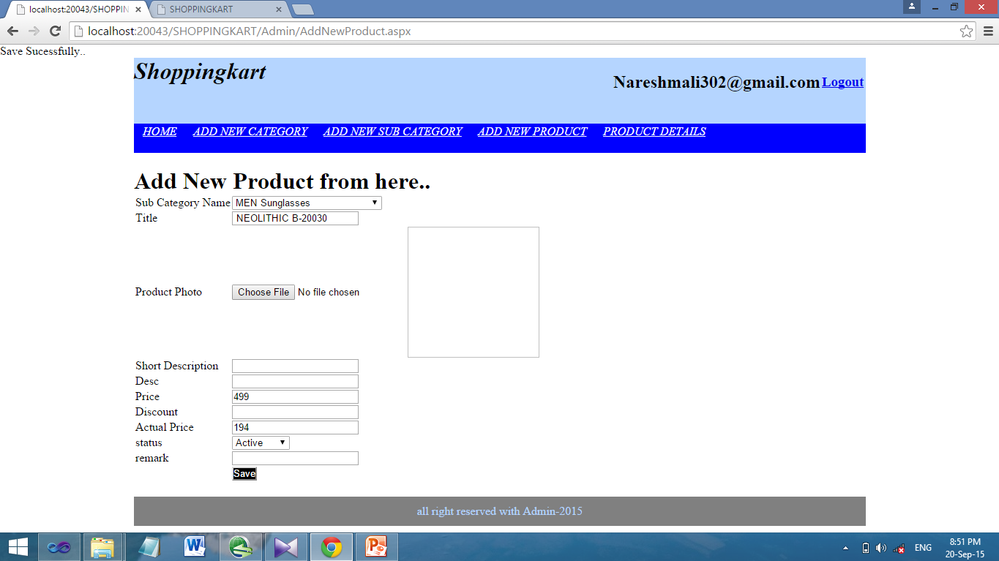 localhost:20043/SHOPPIN
SHOPPINGKART
localhost:20043/SHOPPINGKART/Admin/AddNewProduct.aspx
Save Sucessfully..
Shoppingkart
Nareshmali302@gmail.com Logout
HOME ADD NEW CATEGORY ADD NEW SUB CATEGORY ADD NEW PRODUCT PRODUCT DETAILS
Add New Product from here..
Sub Category Name MEN Sunglasses
Title NEOLITHIC B-20030
Product Photo Choose File No file chosen
Short Description
Desc
Price 499
Discount
Actual Price 194
status Active
remark
Save
all right reserved with Admin-2015
ENG
8:51 PM
20-Sep-15